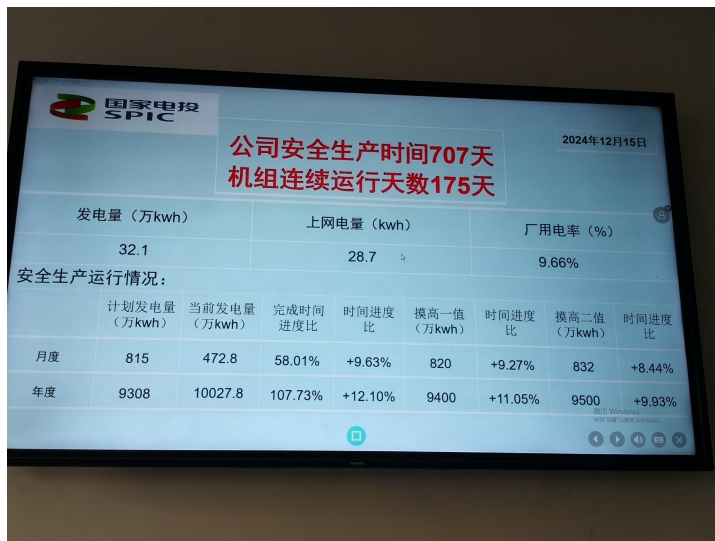 国家电投
SPIC
2024年12月15日
公司安全生产时间707天
机组连续运行天数175天
发电量（万kwh） 上网电量（kwh） 厂用电率（%）
32.1 28.7 9.66%
安全生产运行情况：
计划发电量（万kwh） 当前发电量（万kwh） 完成时间进度比 时间进度比 摸高一值（万kwh） 时间进度比 摸高二值（万kwh） 时间进度比
月度 815 472.8 58.01% +9.63% 820 +9.27% 832 +8.44%
年度 9308 10027.8 107.73% +12.10% 9400 +11.05% 9500 +9.93%
激活 Windows